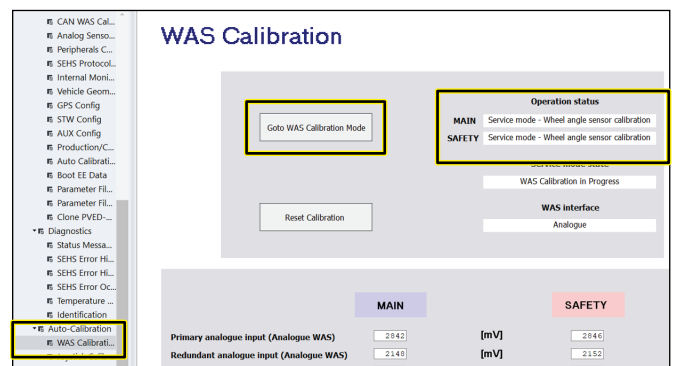 CAN WAS Cal...
Analog Senso...
Peripherals C...
SEHS Protocol...
Internal Moni...
Vehicle Geom...
GPS Config
STW Config
AUX Config
Production/C...
Auto Calibrati...
Boot EE Data
Parameter Fil...
Parameter Fil...
Clone PVED-...
Diagnostics
Status Messa...
SEHS Error Hi...
SEHS Error Hi...
SEHS Error Oc...
Temperature ...
Identification
Auto-Calibration
WAS Calibrati...
WAS Calibration
Goto WAS Calibration Mode
Operation status
MAIN Service mode - Wheel angle sensor calibration
SAFETY Service mode - Wheel angle sensor calibration
Service mode state
WAS Calibration in Progress
Reset Calibration
WAS interface
Analogue
MAIN SAFETY
Primary analogue input (Analogue WAS) 2842 [mV] 2846
Redundant analogue input (Analogue WAS) 2148 [mV] 2152